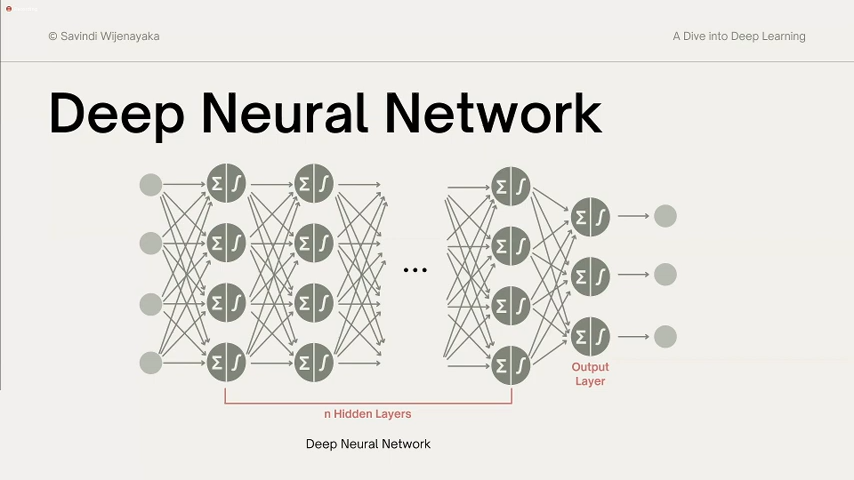 © Savindi Wijenayaka
A Dive into Deep Learning
Deep Neural Network
Σ ∫ Σ ∫ Σ ∫
Σ ∫
Σ ∫ Σ ∫ Σ ∫
...
Σ ∫
Σ ∫ Σ ∫ Σ ∫
Σ ∫
Σ ∫ Σ ∫ Σ ∫
Output
Layer
n Hidden Layers
Deep Neural Network